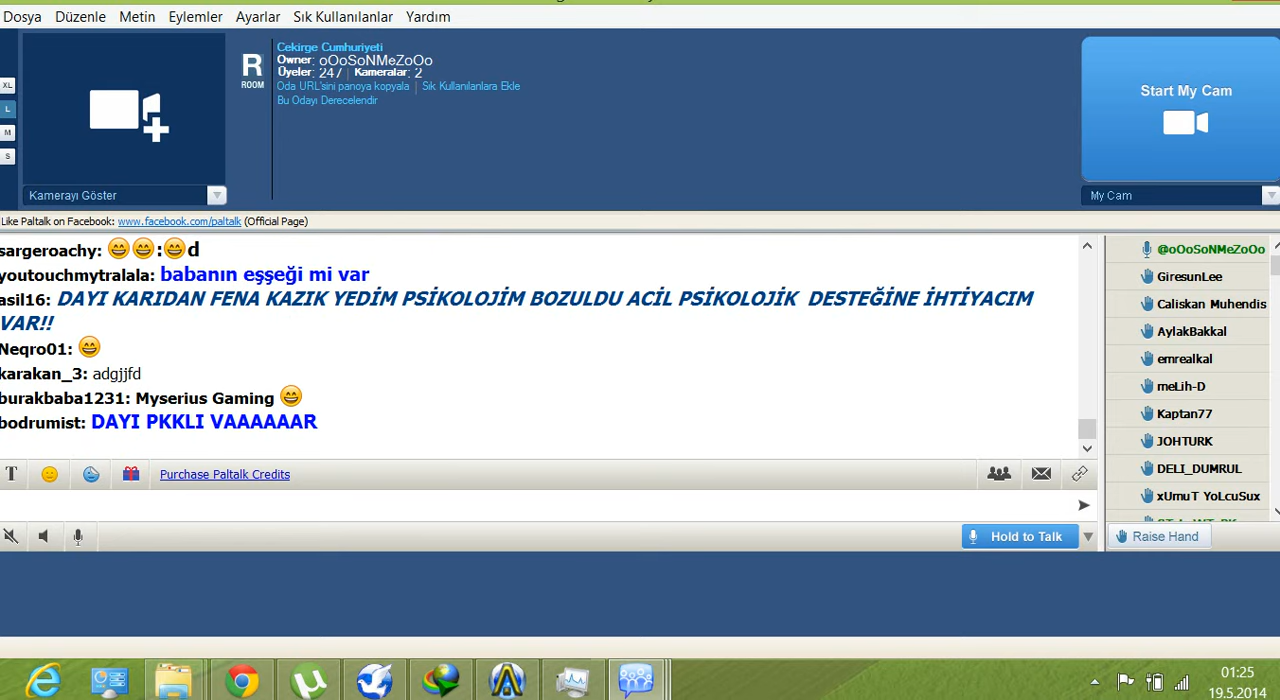 Dosya Düzenle Metin Eylemler Ayarlar Sık Kullanılanlar Yardım
Cekirge Cumhuriyeti
Owner: oOoSoNMeZoOo
Üyeler: 247 | Kameralar: 2
Oda URL'sini panoya kopyala | Sık Kullanılanlara Ekle
Bu Odayı Derecelendir
R
ROOM
XL
L
M
S
Kamerayı Göster
Start My Cam
My Cam
Like Paltalk on Facebook: www.facebook.com/paltalk (Official Page)
sargeroachy: 😄😄:😄d
youtouchmytralala: babanın eşşeği mi var
asil16: DAYI KARIDAN FENA KAZIK YEDİM PSİKOLOJİM BOZULDU ACİL PSİKOLOJİK DESTEĞİNE İHTİYACIM
VAR!!
Neqro01: 😄
karakan_3: adgjjfd
burakbaba1231: Myserius Gaming 😄
bodrumist: DAYI PKKLI VAAAAAAR
@oOoSoNMeZoOo
GiresunLee
Caliskan Muhendis
AylakBakkal
emrealkal
meLih-D
Kaptan77
JOHTURK
DELI_DUMRUL
xUmuT YoLcuSux
T Purchase Paltalk Credits
Hold to Talk
Raise Hand
01:25
19.5.2014